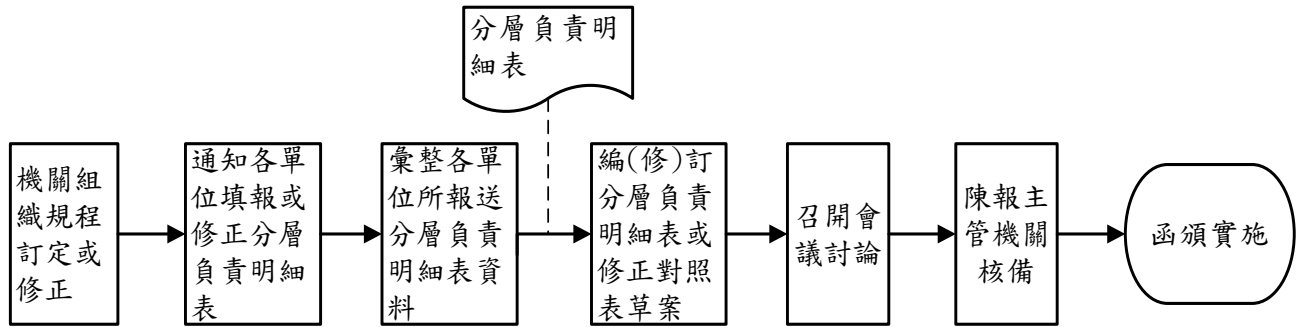 分層負責明
細表
機關組
織規程
訂定或
修正
通知各單
位填報或
修正分層
負責明細
表
彙整各單
位所報送
分層負責
明細表資
料
編(修)訂
分層負責
明細表或
修正對照
表草案
召開會
議討論
陳報主
管機關
核備
函頒實施